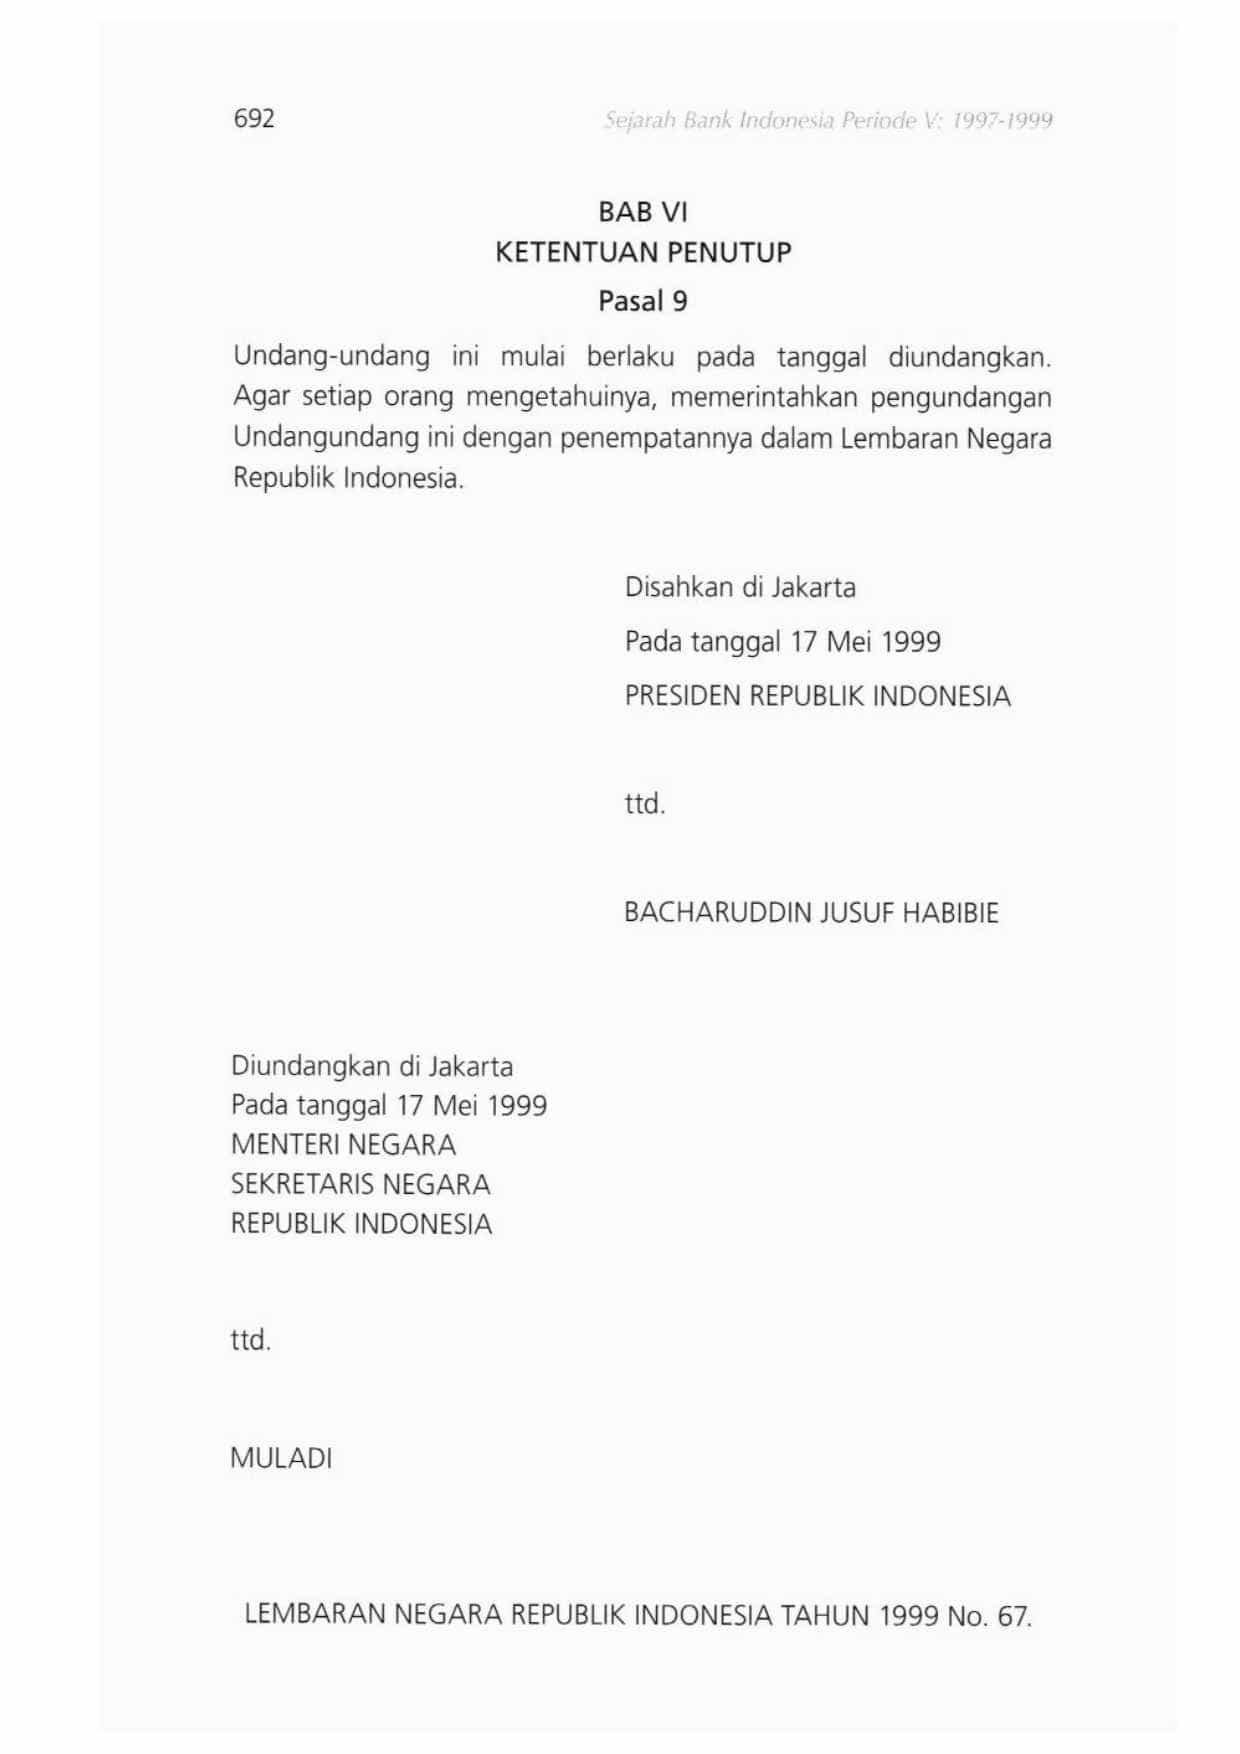 692
Sejarah Bank Indonesia Periode V: 1997-1999
BAB VI
KETENTUAN PENUTUP
Pasal 9
Undang-undang ini mulai berlaku pada tanggal diundangkan.
Agar setiap orang mengetahuinya, memerintahkan pengundangan
Undangundang ini dengan penempatannya dalam Lembaran Negara
Republik Indonesia.
Disahkan di Jakarta
Pada tanggal 17 Mei 1999
PRESIDEN REPUBLIK INDONESIA
ttd.
BACHARUDDIN JUSUF HABIBIE
Diundangkan di Jakarta
Pada tanggal 17 Mei 1999
MENTERI NEGARA
SEKRETARIS NEGARA
REPUBLIK INDONESIA
ttd.
MULADI
LEMBARAN NEGARA REPUBLIK INDONESIA TAHUN 1999 No. 67.